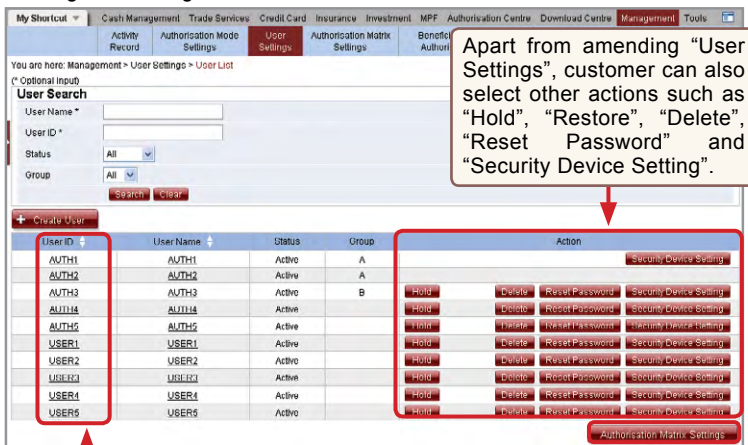 My Shortcut Cash Management Trade Services Credit Card Insurance Investment MPF Authorisation Centre Download Centre Management Tools
Activity Record Authorisation Mode Settings User Settings Authorisation Matrix Settings
You are here: Management > User Settings > User List
(* Optional Input)
User Search
User Name *
User ID *
Status All
Group All
Search Clear
Apart from amending “User
Settings”, customer can also
select other actions such as
“Hold”, “Restore”, “Delete”,
“Reset Password” and
“Security Device Setting”.
+ Create User
User ID User Name Status Group Action
AUTH1 AUTH1 Active A Security Device Setting
AUTH2 AUTH2 Active A
AUTH3 AUTH3 Active B Hold Delete Reset Password Security Device Setting
AUTH4 AUTH4 Active Hold Delete Reset Password Security Device Setting
AUTH5 AUTH5 Active Hold Delete Reset Password Security Device Setting
USER1 USER1 Active Hold Delete Reset Password Security Device Setting
USER2 USER2 Active Hold Delete Reset Password Security Device Setting
USER3 USER3 Active Hold Delete Reset Password Security Device Setting
USER4 USER4 Active Hold Delete Reset Password Security Device Setting
USER5 USER5 Active Hold Delete Reset Password Security Device Setting
Authorisation Matrix Settings